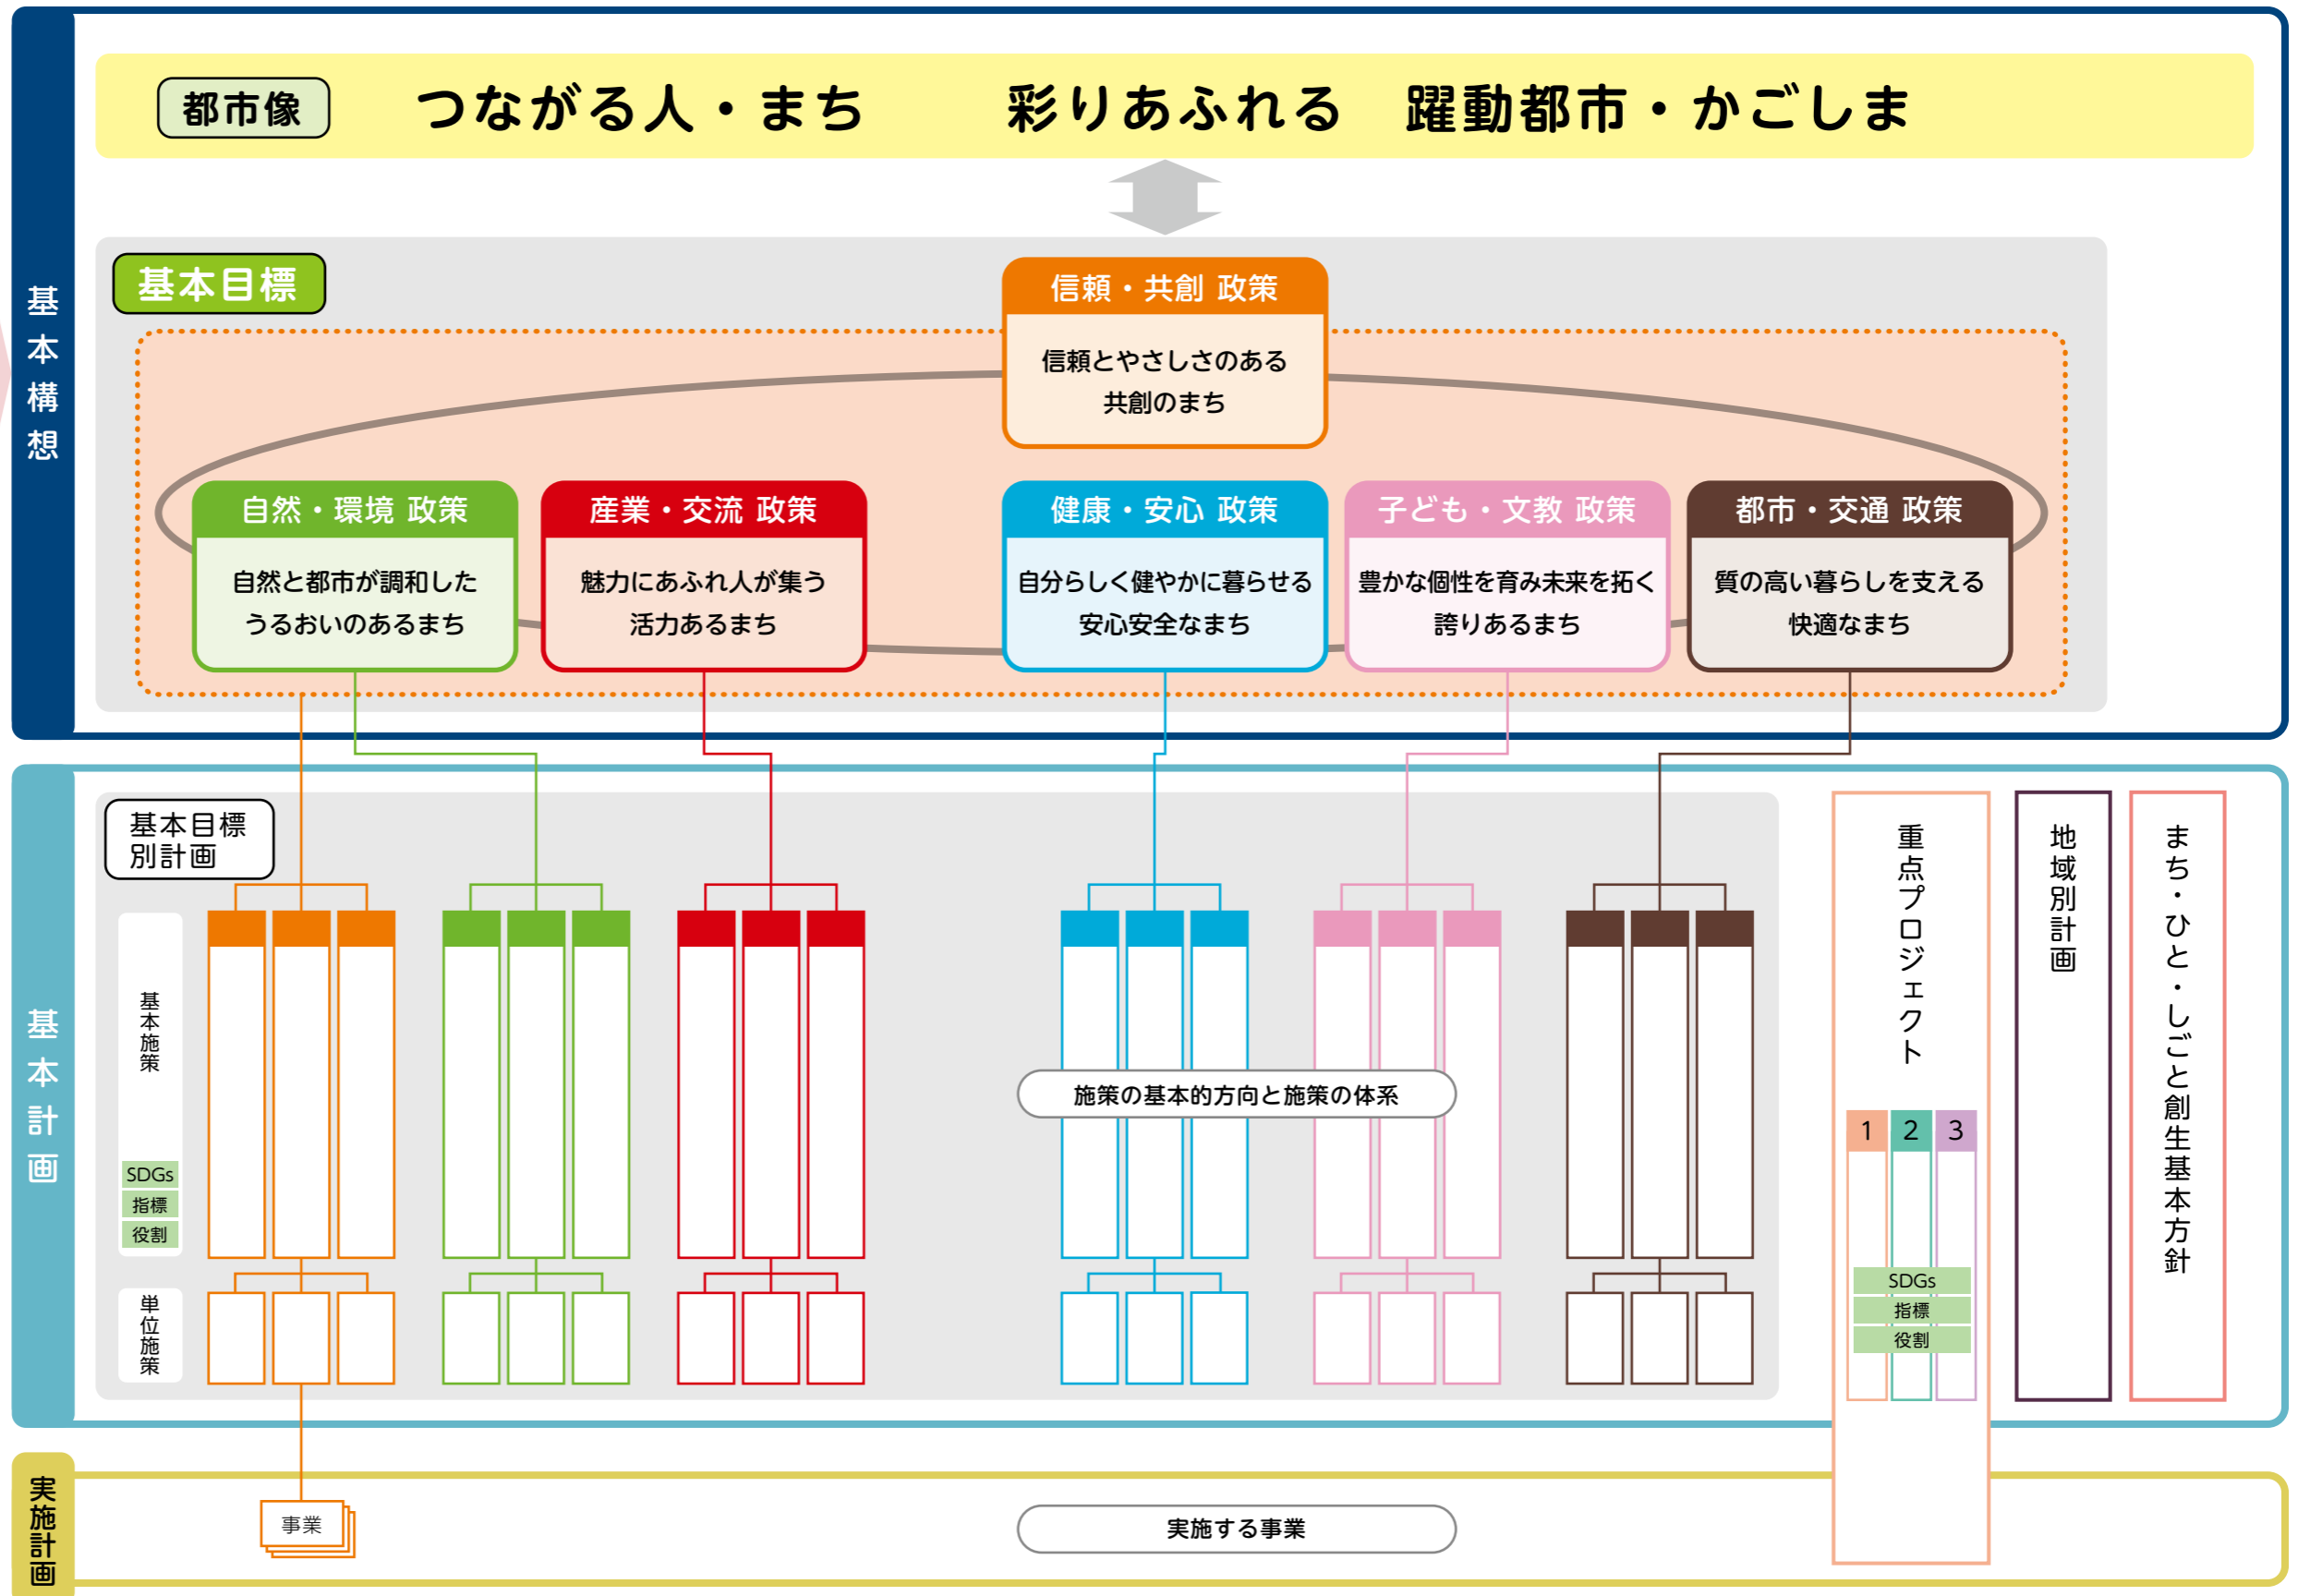 基本構想
都市像
つながる人・まち　彩りあふれる　躍動都市・かごしま
基本目標
信頼・共創 政策
信頼とやさしさのある
共創のまち
自然・環境 政策
自然と都市が調和した
うるおいのあるまち
産業・交流 政策
魅力にあふれ人が集う
活力あるまち
健康・安心 政策
自分らしく健やかに暮らせる
安心安全なまち
子ども・文教 政策
豊かな個性を育み未来を拓く
誇りあるまち
都市・交通 政策
質の高い暮らしを支える
快適なまち
基本計画
基本目標
別計画
基本施策
SDGs
指標
役割
単位施策
施策の基本的方向と施策の体系
重点プロジェクト
1
2
3
SDGs
指標
役割
地域別計画
まち・ひと・しごと創生基本方針
実施計画
事業
実施する事業